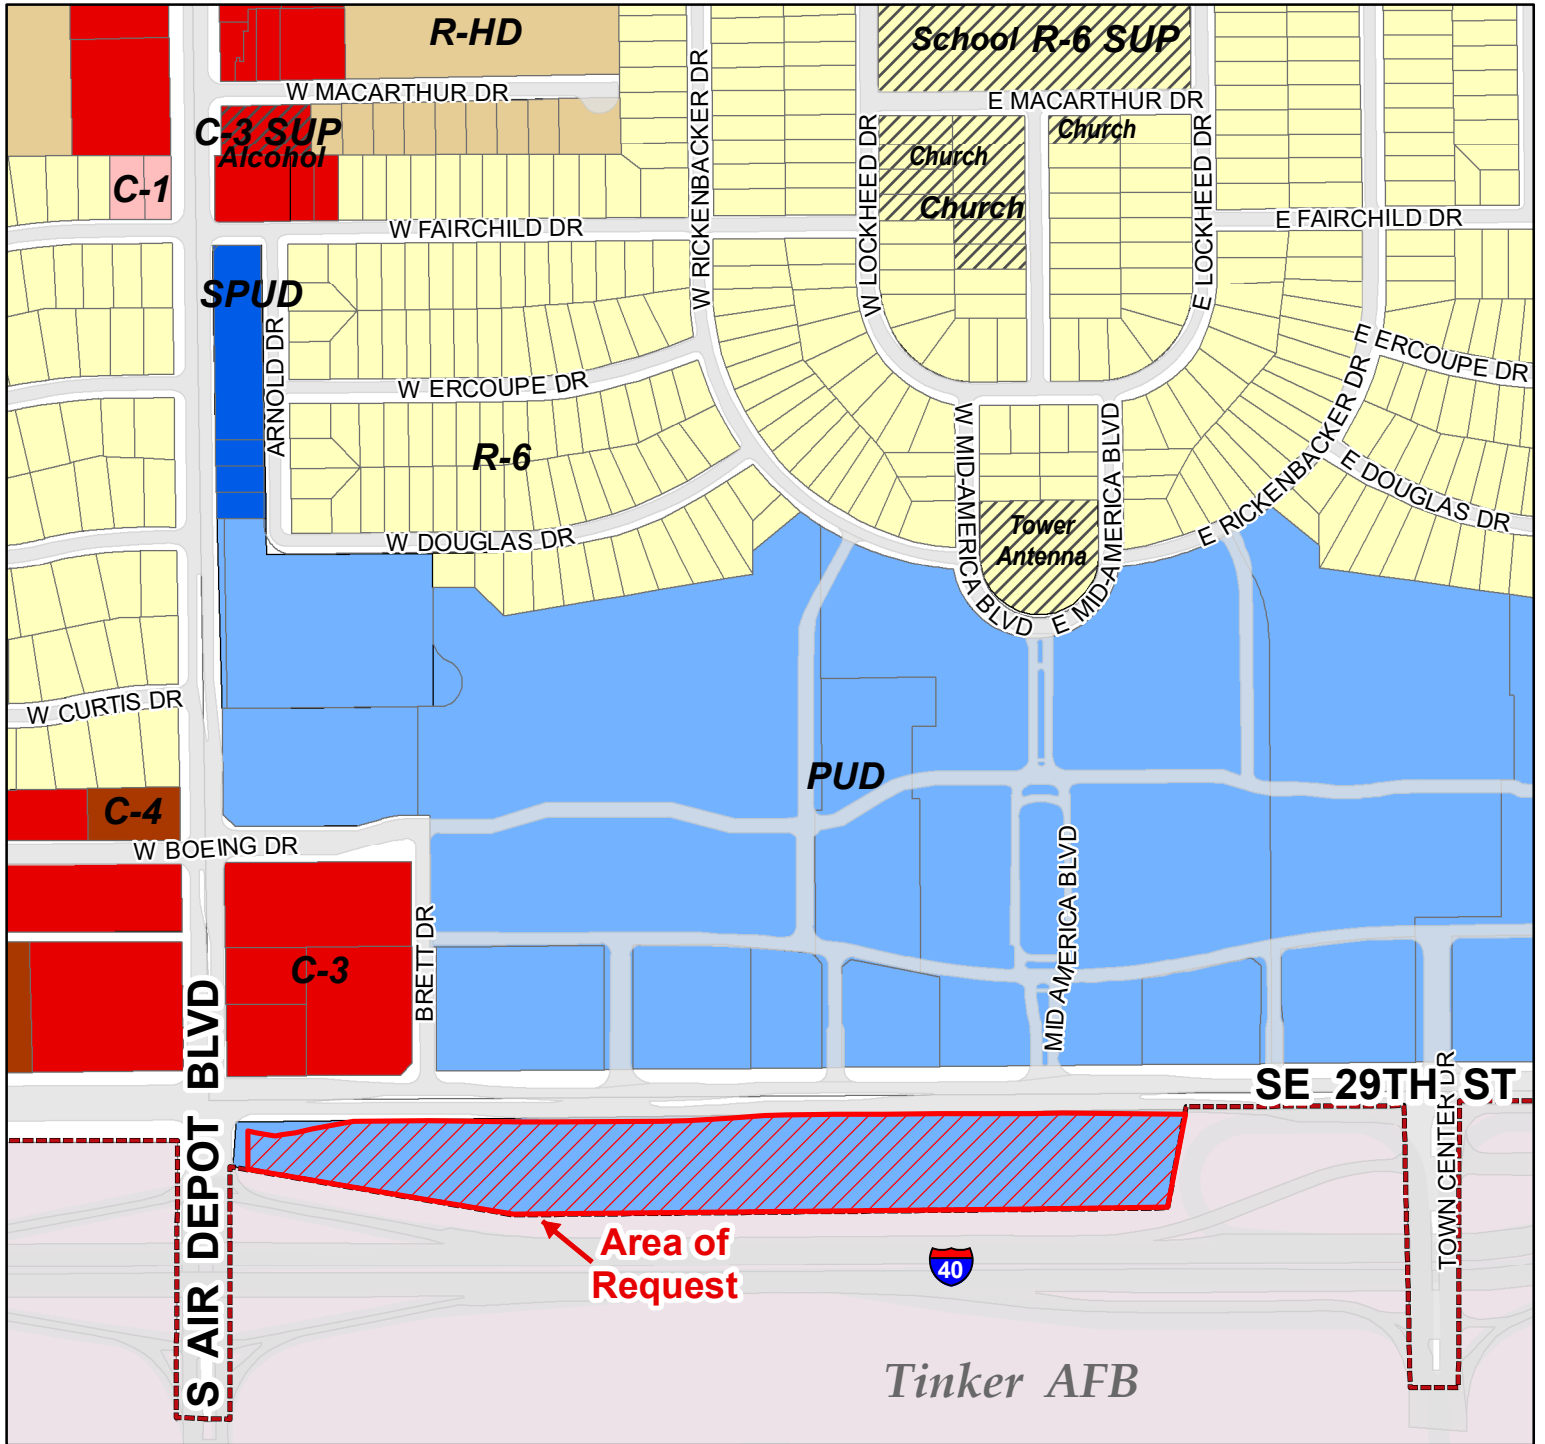 R-HD
School R-6 SUP
W MACARTHUR DR
E MACARTHUR DR
C-3 SUP
Alcohol
Church
Church
Church
C-1
W RICKENBACKER DR
W LOCKHEED DR
E LOCKHEED DR
W FAIRCHILD DR
E FAIRCHILD DR
SPUD
ARNOLD DR
W ERCOUPE DR
E ERCOUPE DR
R-6
W MID-AMERICA BLVD
E MID-AMERICA BLVD
E RICKENBACKER DR
E DOUGLAS DR
W DOUGLAS DR
Tower
Antenna
W CURTIS DR
PUD
C-4
W BOEING DR
MID AMERICA BLVD
BRETT DR
C-3
S AIR DEPOT BLVD
SE 29TH ST
TOWN CENTER DR
Area of
Request
40
Tinker AFB